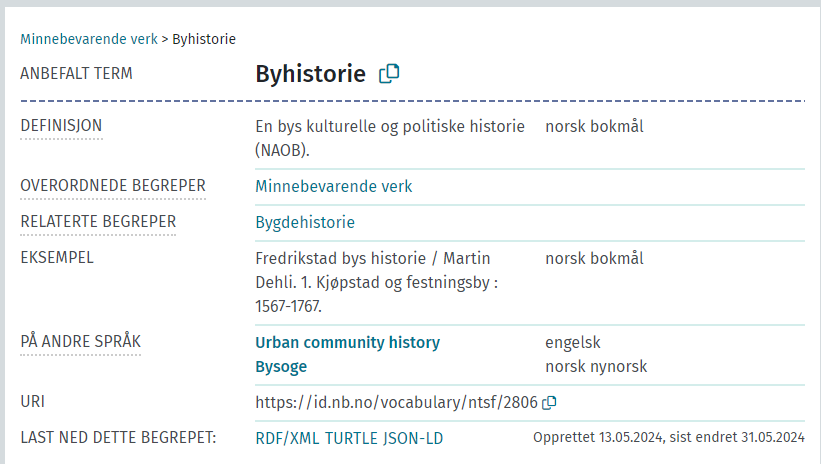 Minnebevarende verk > Byhistorie
ANBEFALT TERM Byhistorie
DEFINISJON En bys kulturelle og politiske historie norsk bokmål
(NAOB).
OVERORDNEDE BEGREPER Minnebevarende verk
RELATERTE BEGREPER Bygdehistorie
EKSEMPEL Fredrikstad bys historie / Martin norsk bokmål
Dehli. 1. Kjøpstad og festningsby :
1567-1767.
PÅ ANDRE SPRÅK Urban community history engelsk
Bysoge norsk nynorsk
URI https://id.nb.no/vocabulary/ntsf/2806
LAST NED DETTE BEGREPET: RDF/XML TURTLE JSON-LD Opprettet 13.05.2024, sist endret 31.05.2024